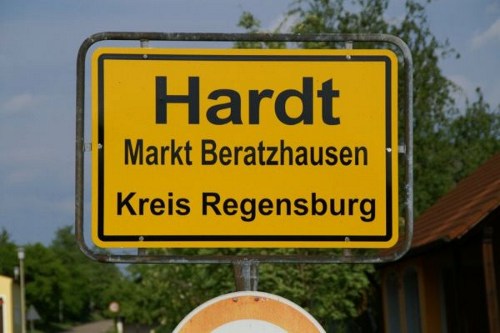 Hardt
Markt Beratzhausen
Kreis Regensburg